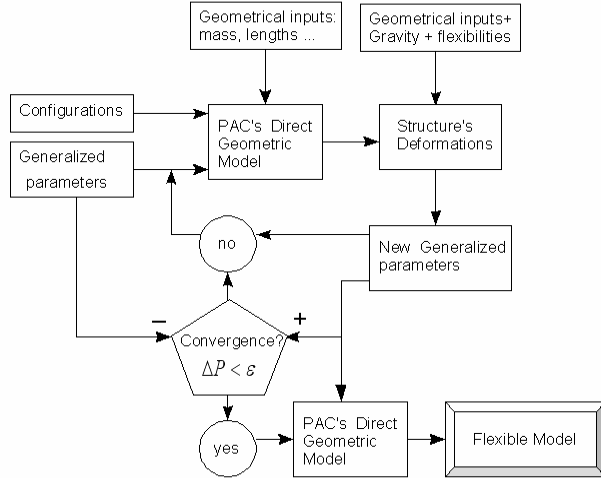 Geometrical inputs:
mass, lengths ...
Geometrical inputs+
Gravity + flexibilities
Configurations
PAC's Direct
Geometric
Model
Structure's
Deformations
Generalized
parameters
no
New Generalized
parameters
−
+
Convergence?
ΔP < ε
yes
PAC's Direct
Geometric
Model
Flexible Model